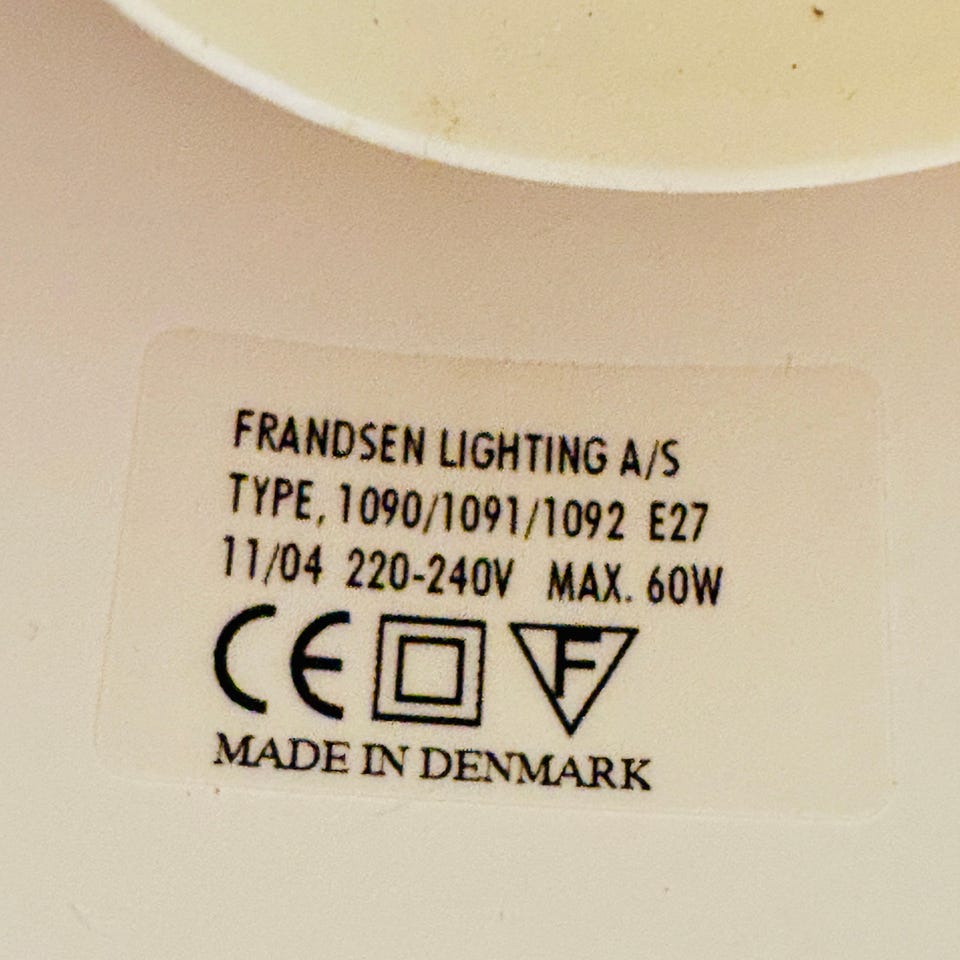 FRANDSEN LIGHTING A/S
TYPE, 1090/1091/1092 E27
11/04 220-240V MAX. 60W
CE F
MADE IN DENMARK